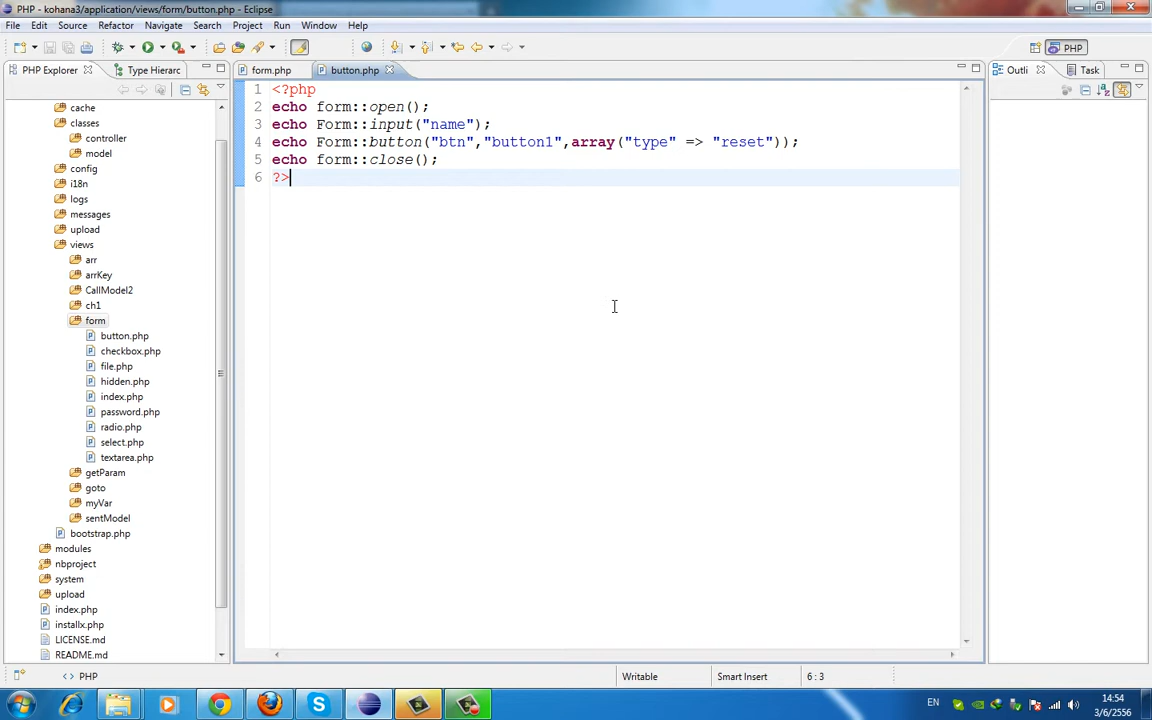 PHP - kohana3/application/views/form/button.php - Eclipse
File Edit Source Refactor Navigate Search Project Run Window Help
PHP
PHP Explorer
Type Hierarc
form.php
button.php
Outli
Task
cache
classes
controller
model
config
i18n
logs
messages
upload
views
arr
arrKey
CallModel2
ch1
form
button.php
checkbox.php
file.php
hidden.php
index.php
password.php
radio.php
select.php
textarea.php
getParam
goto
myVar
sentModel
bootstrap.php
modules
nbproject
system
upload
index.php
installx.php
LICENSE.md
README.md
1 <?php
2 echo form::open();
3 echo Form::input("name");
4 echo Form::button("btn","button1",array("type" => "reset"));
5 echo form::close();
6 ?>
<> PHP
Writable
Smart Insert
6 : 3
EN
14:54
3/6/2556